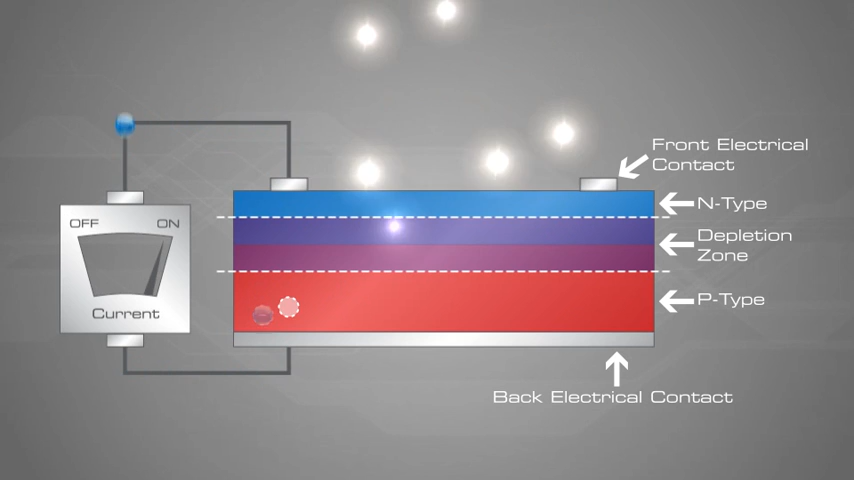 Front Electrical
Contact
N-Type
Depletion
Zone
P-Type
OFF ON
Current
Back Electrical Contact